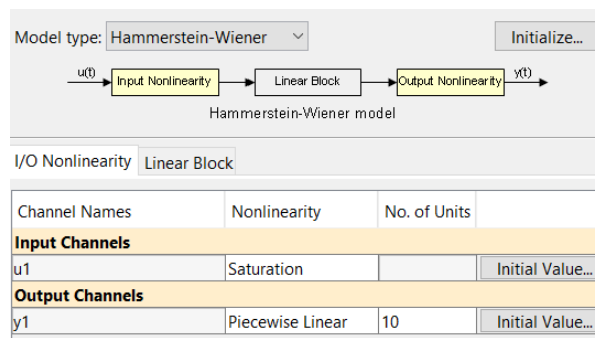 Model type: Hammerstein-Wiener Initialize...
u(t) Input Nonlinearity Linear Block Output Nonlinearity y(t)
Hammerstein-Wiener model
I/O Nonlinearity Linear Block
Channel Names Nonlinearity No. of Units
Input Channels
u1 Saturation Initial Value...
Output Channels
y1 Piecewise Linear 10 Initial Value...